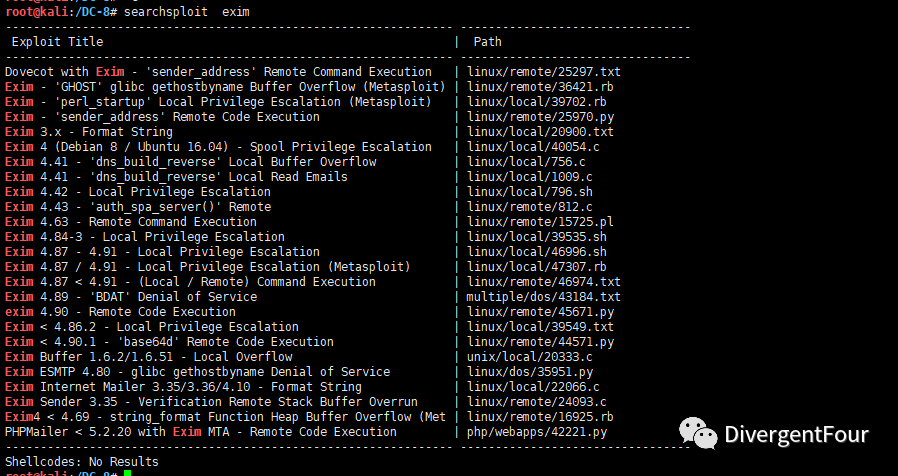 root@kali:/DC-8# searchsploit  exim
---------------------------------------------------------------- ---------------------------------
 Exploit Title                                                  |  Path
---------------------------------------------------------------- ---------------------------------
Dovecot with Exim - 'sender_address' Remote Command Execution   | linux/remote/25297.txt
Exim - 'GHOST' glibc gethostbyname Buffer Overflow (Metasploit) | linux/remote/36421.rb
Exim - 'perl_startup' Local Privilege Escalation (Metasploit)   | linux/local/39702.rb
Exim - 'sender_address' Remote Code Execution                   | linux/remote/25970.py
Exim 3.x - Format String                                        | linux/local/20900.txt
Exim 4 (Debian 8 / Ubuntu 16.04) - Spool Privilege Escalation   | linux/local/40054.c
Exim 4.41 - 'dns_build_reverse' Local Buffer Overflow           | linux/local/756.c
Exim 4.41 - 'dns_build_reverse' Local Read Emails               | linux/local/1009.c
Exim 4.42 - Local Privilege Escalation                          | linux/local/796.sh
Exim 4.43 - 'auth_spa_server()' Remote                          | linux/remote/812.c
Exim 4.63 - Remote Command Execution                            | linux/remote/15725.pl
Exim 4.84-3 - Local Privilege Escalation                        | linux/local/39535.sh
Exim 4.87 - 4.91 - Local Privilege Escalation                   | linux/local/46996.sh
Exim 4.87 / 4.91 - Local Privilege Escalation (Metasploit)      | linux/local/47307.rb
Exim 4.87 < 4.91 - (Local / Remote) Command Execution           | linux/remote/46974.txt
Exim 4.89 - 'BDAT' Denial of Service                            | multiple/dos/43184.txt
exim 4.90 - Remote Code Execution                               | linux/remote/45671.py
Exim < 4.86.2 - Local Privilege Escalation                      | linux/local/39549.txt
Exim < 4.90.1 - 'base64d' Remote Code Execution                 | linux/remote/44571.py
Exim Buffer 1.6.2/1.6.51 - Local Overflow                       | unix/local/20333.c
Exim ESMTP 4.80 - glibc gethostbyname Denial of Service         | linux/dos/35951.py
Exim Internet Mailer 3.35/3.36/4.10 - Format String             | linux/local/22066.c
Exim Sender 3.35 - Verification Remote Stack Buffer Overrun     | linux/remote/24093.c
Exim4 < 4.69 - string_format Function Heap Buffer Overflow (Met | linux/remote/16925.rb
PHPMailer < 5.2.20 with Exim MTA - Remote Code Execution        | php/webapps/42221.py
---------------------------------------------------------------- ---------------------------------
Shellcodes: No Results
DivergentFour